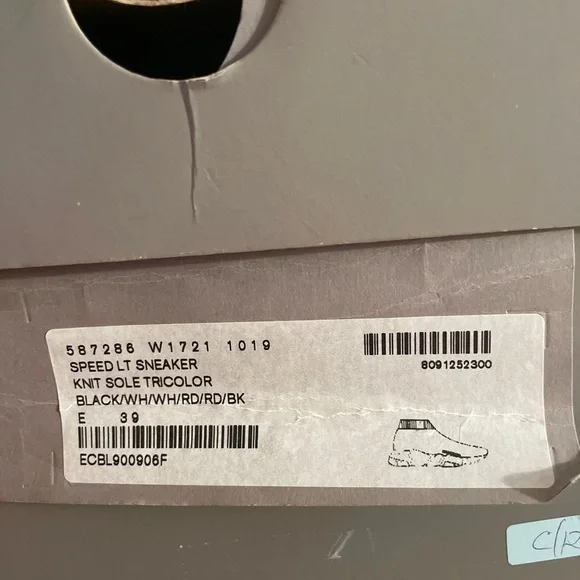 587286 W1721 1019
SPEED LT SNEAKER
KNIT SOLE TRICOLOR
BLACK/WH/WH/RD/RD/BK
E 39
ECBL900906F
8091252300